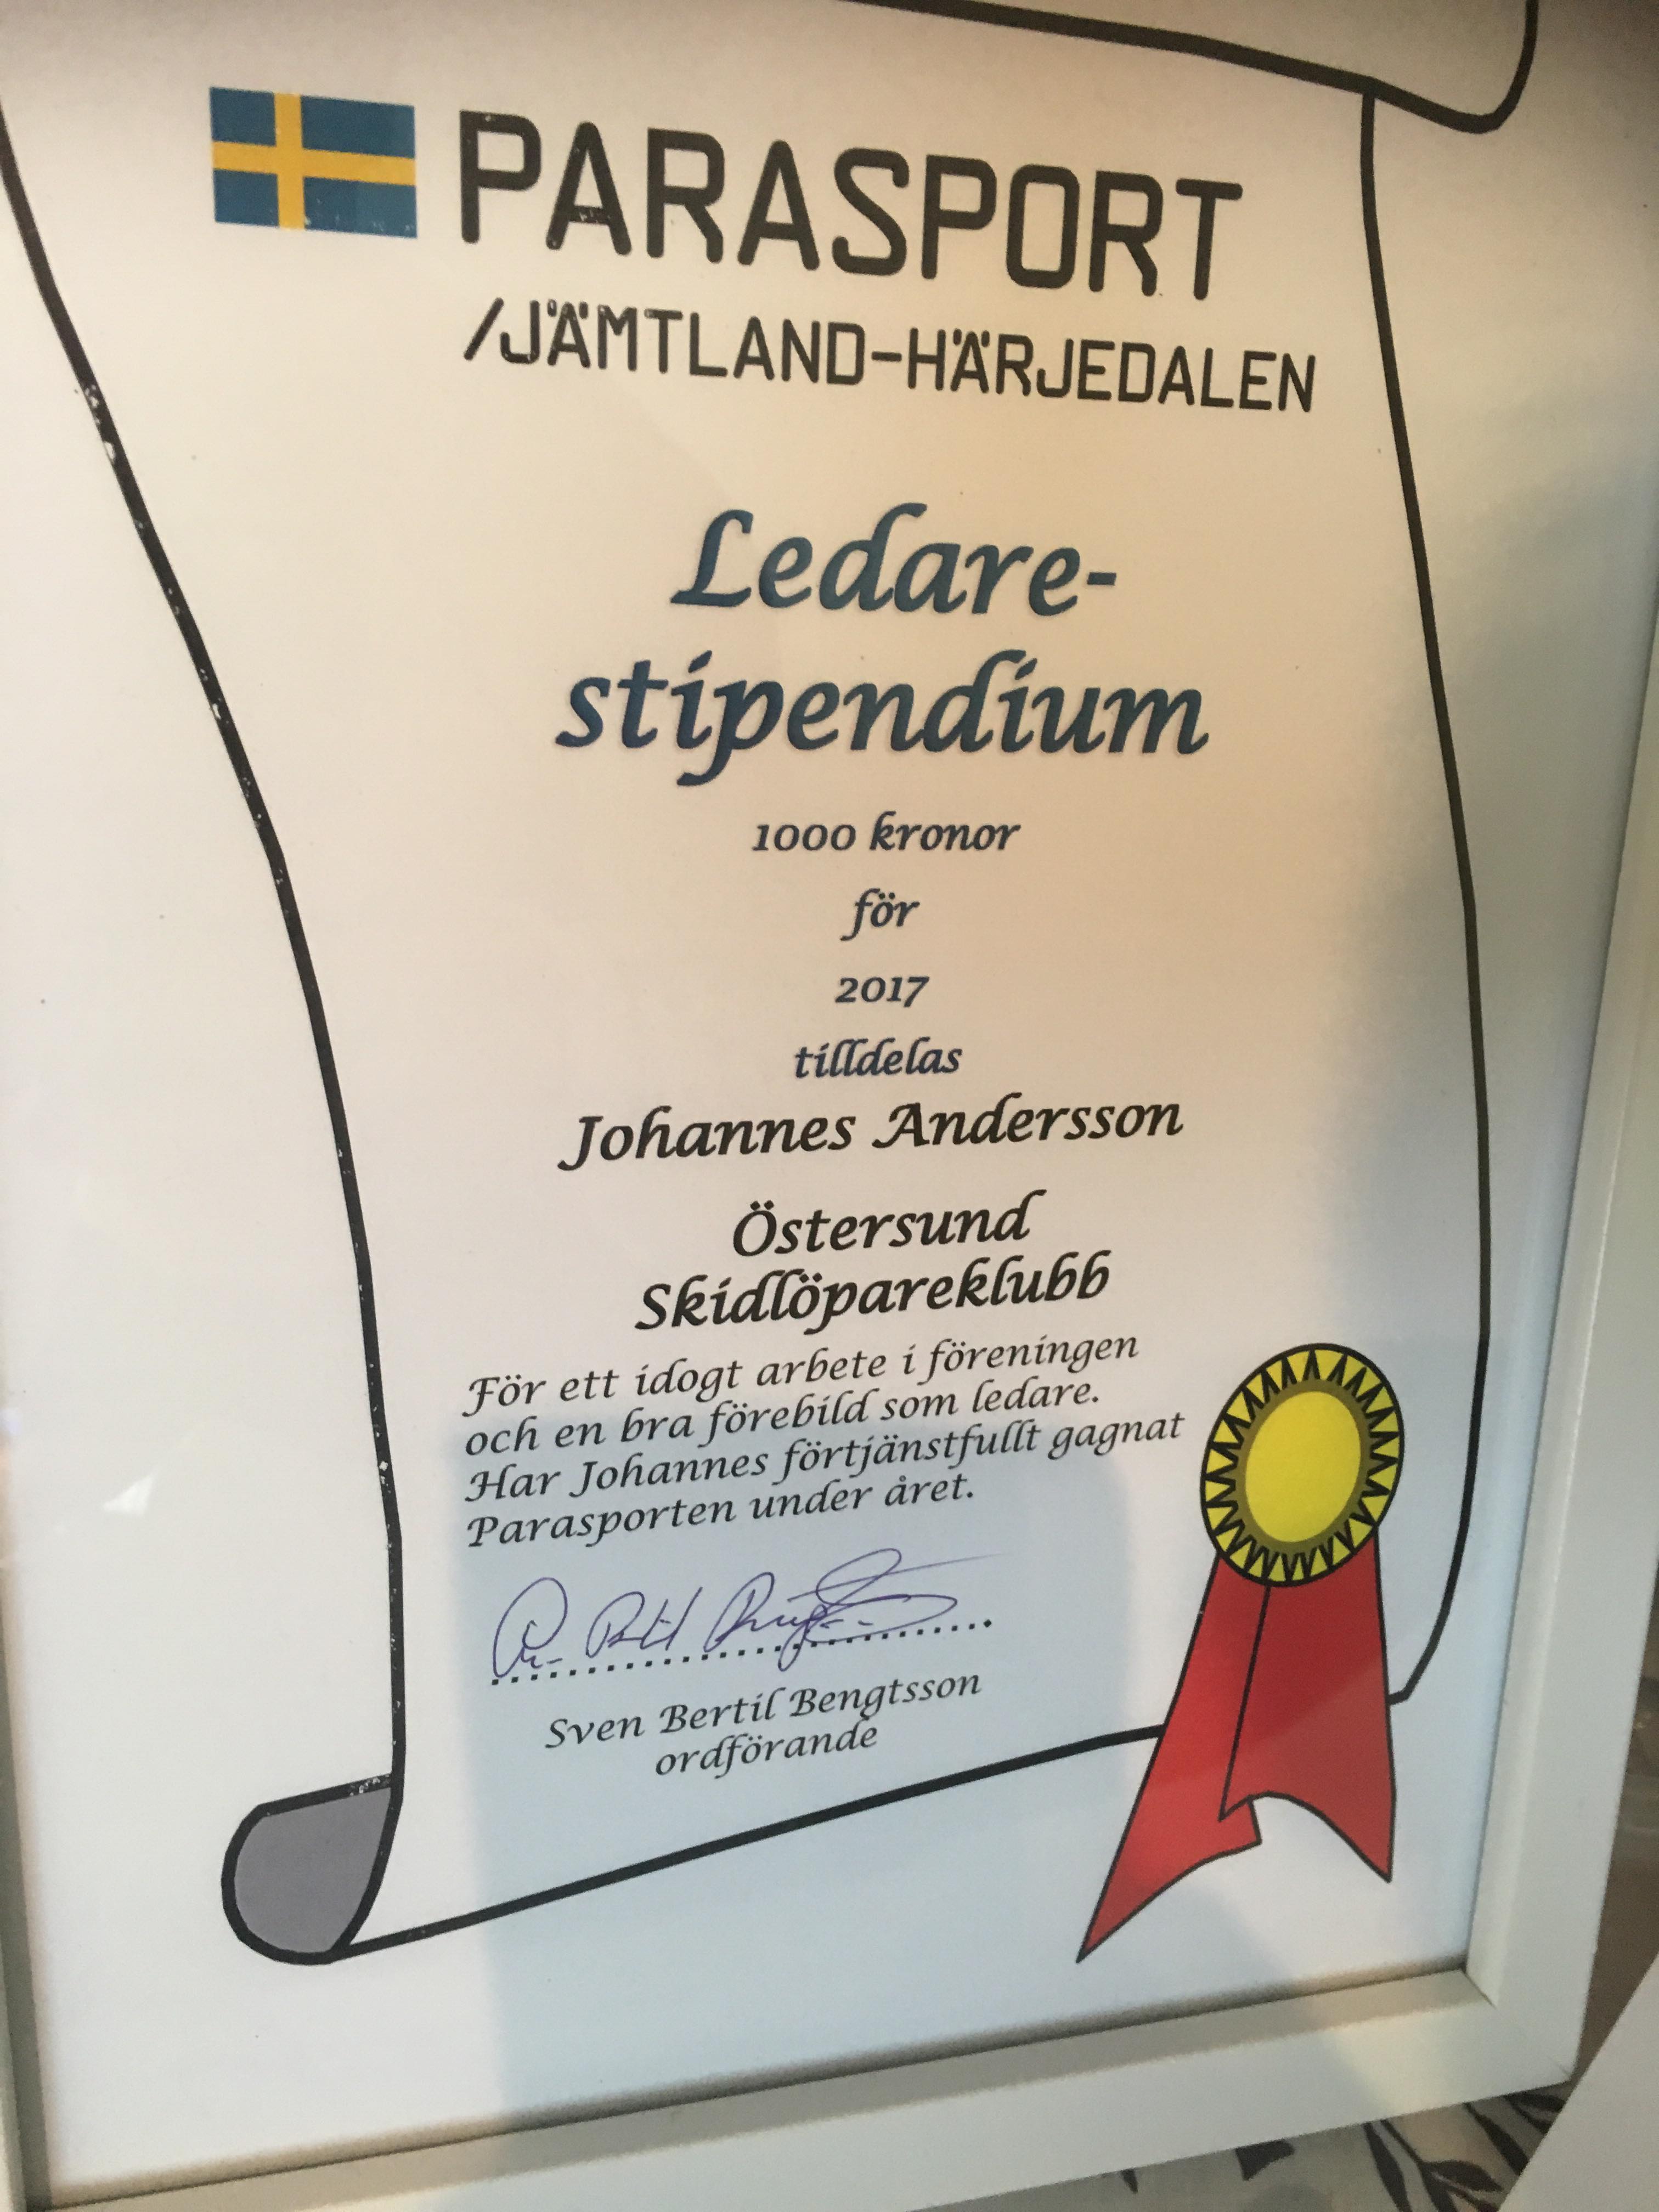 PARASPORT
/JÄMTLAND-HÄRJEDALEN
Ledare-
stipendium
1000 kronor
för
2017
tilldelas
Johannes Andersson
Östersund
Skidlöpareklubb
För ett idogt arbete i föreningen
och en bra förebild som ledare.
Har Johannes förtjänstfullt gagnat
Parasporten under året.
Sven Bertil Bengtsson
ordförande